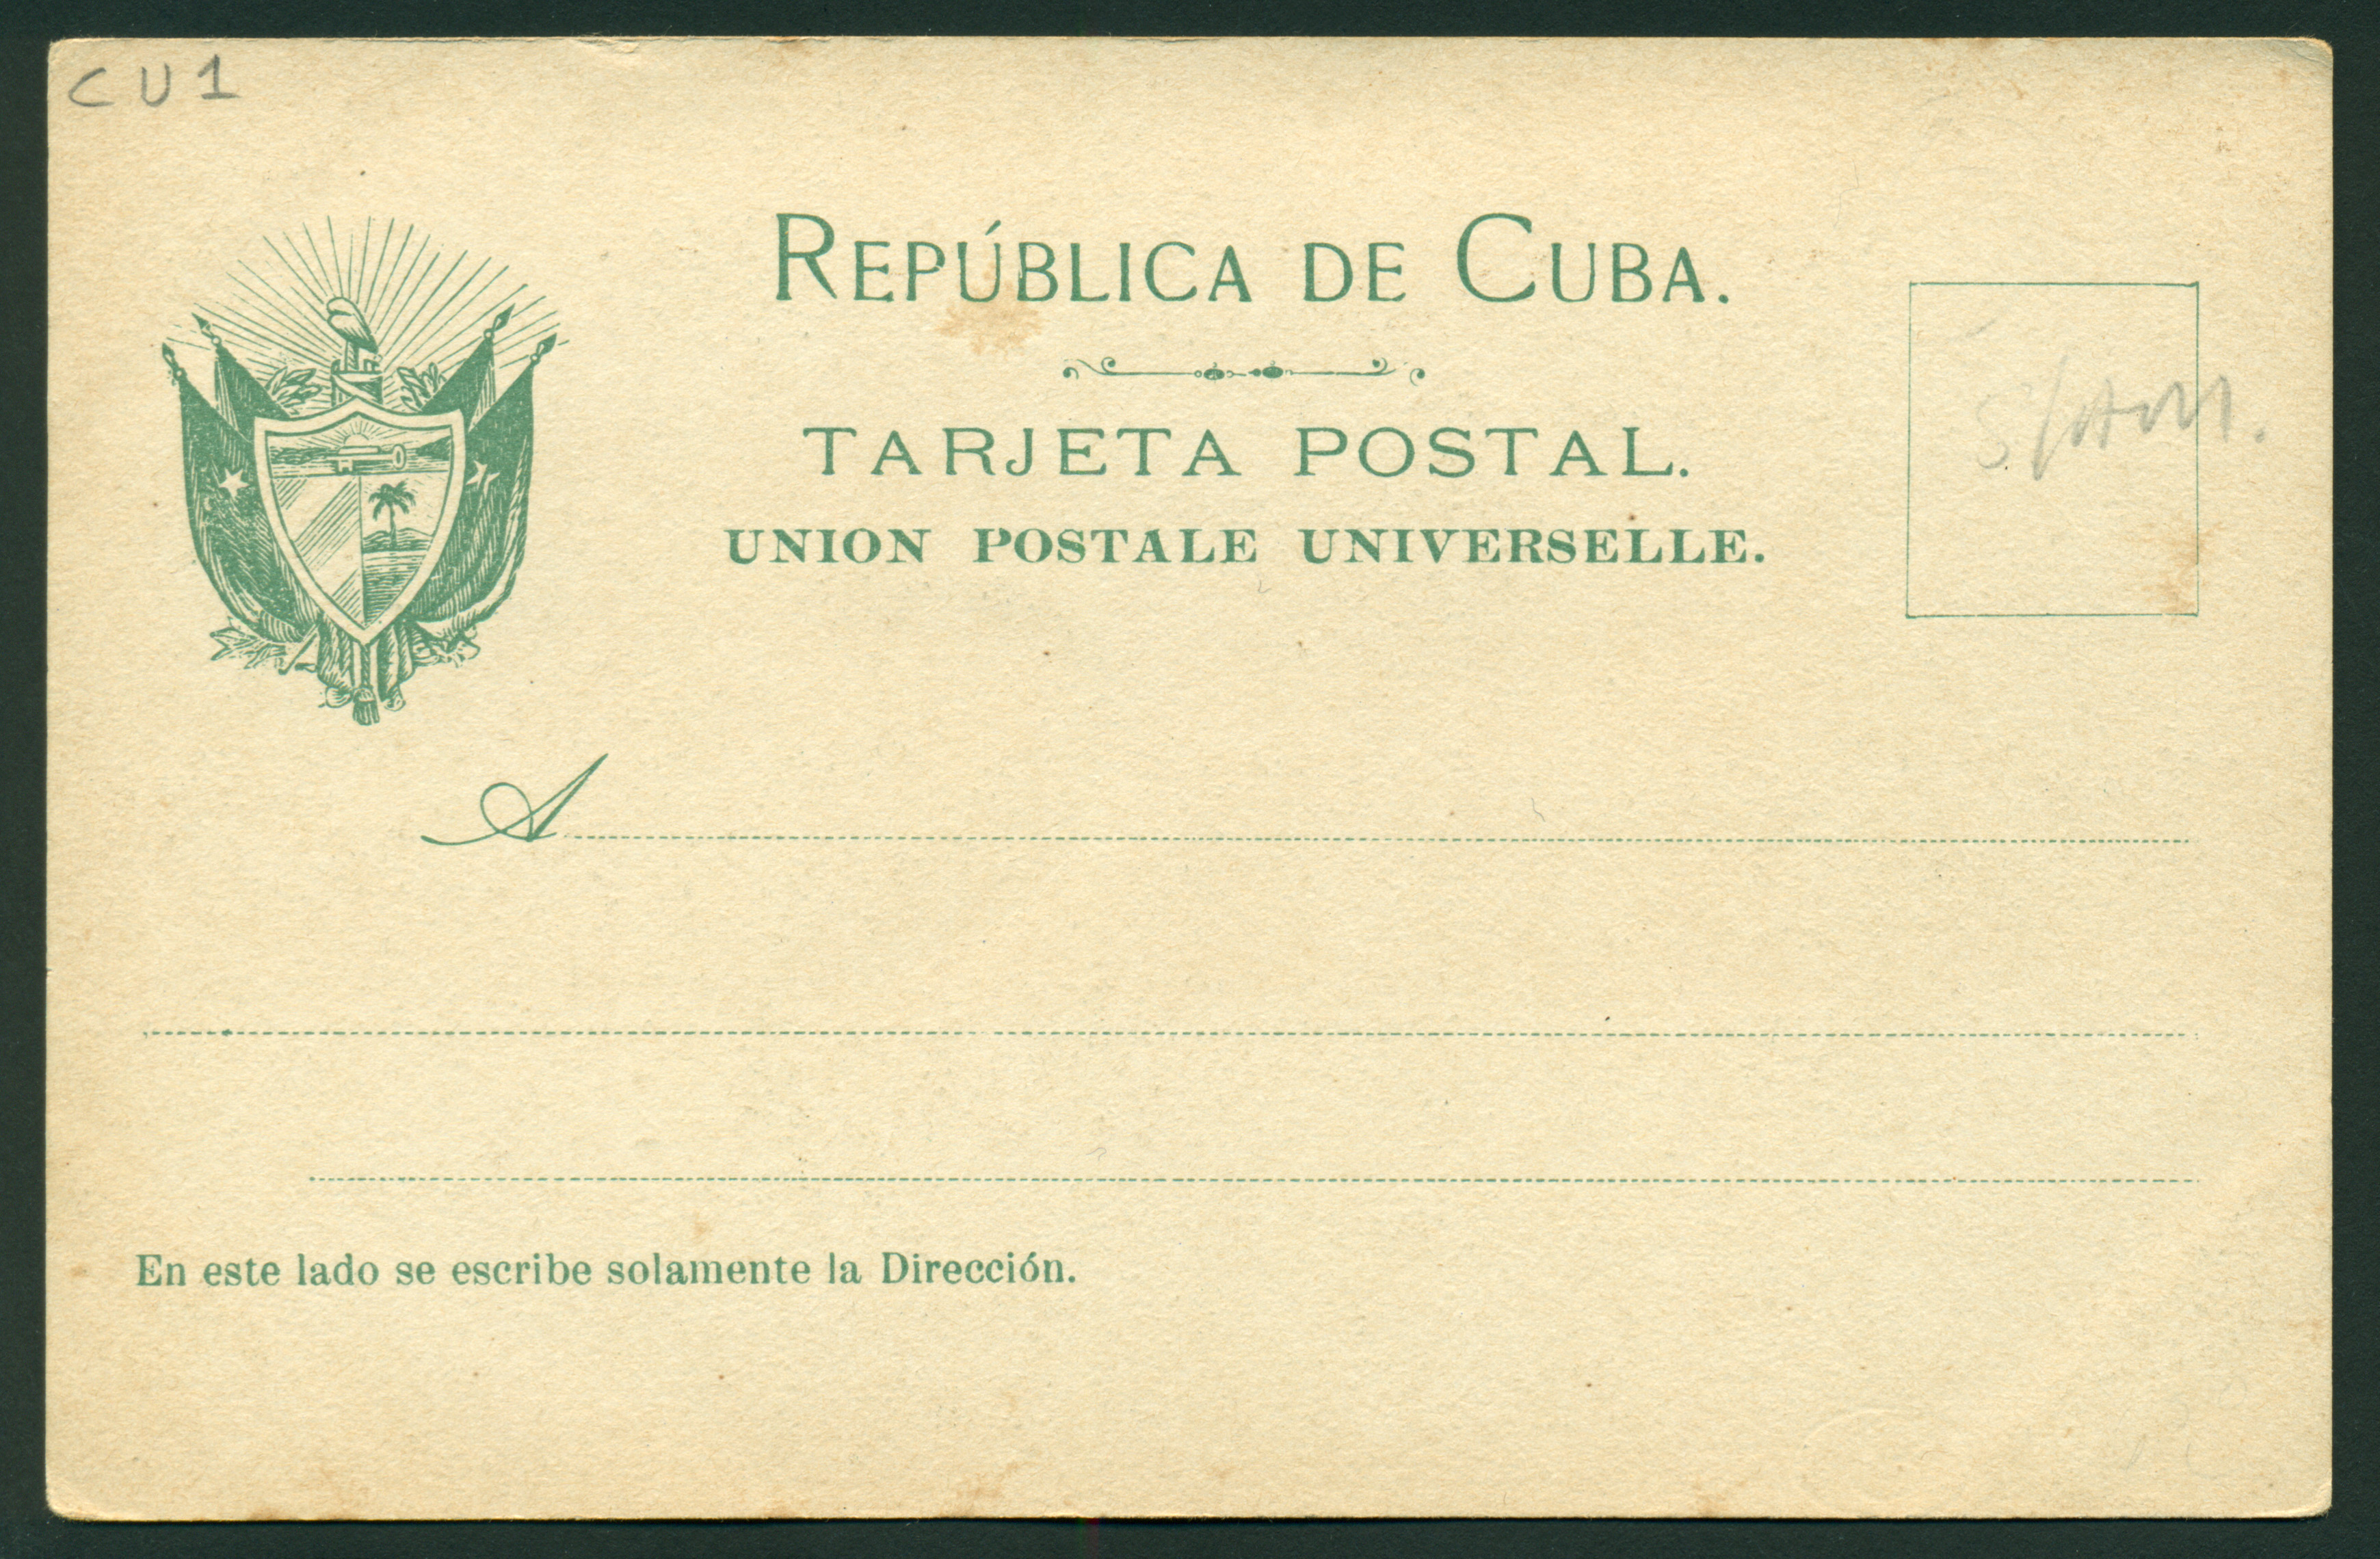 CU1
REPÚBLICA DE CUBA.
TARJETA POSTAL.
UNION POSTALE UNIVERSELLE.
A
En este lado se escribe solamente la Dirección.